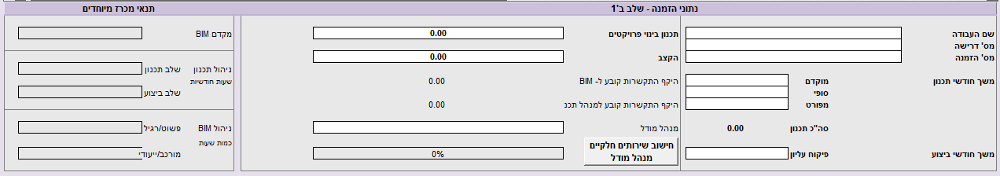 נתוני הזמנה - שלב ב'1
שם העבודה
מס' דרישה
מס' הזמנה
משך חודשי תכנון
מוקדם
סופי
מפורט
סה"כ תכנון 0.00
משך חודשי ביצוע
פיקוח עליון
תכנון בינוי פרויקטים 0.00
הקצב 0.00
היקף התקשרות קובע ל- BIM 0.00
היקף התקשרות קובע למנהל תכנ 0.00
מנהל מודל
חישוב שירותים חלקיים
מנהל מודל
0%
תנאי מכרז מיוחדים
מקדם BIM
ניהול תכנון
שעות חודשיות
שלב תכנון
שלב ביצוע
ניהול BIM
כמות שעות
פשוט/רגיל
מורכב/ייעודי